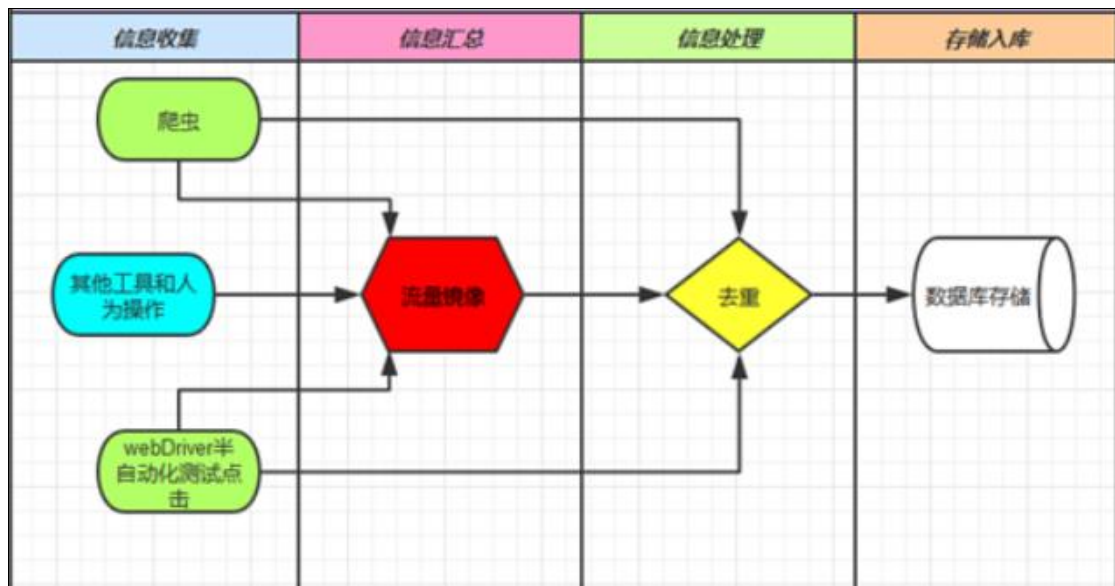 信息收集
信息汇总
信息处理
存储入库
爬虫
其他工具和人
为操作
流量镜像
去重
数据库存储
webDriver半
自动化测试点
击